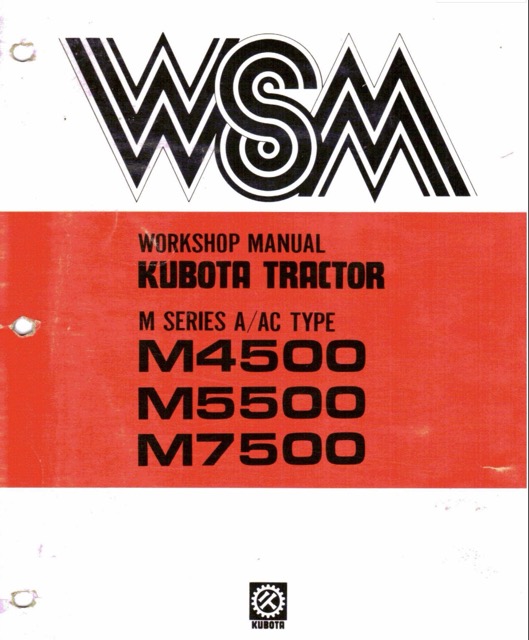 WSM
WORKSHOP MANUAL
KUBOTA TRACTOR
M SERIES A/AC TYPE
M4500
M5500
M7500
KUBOTA